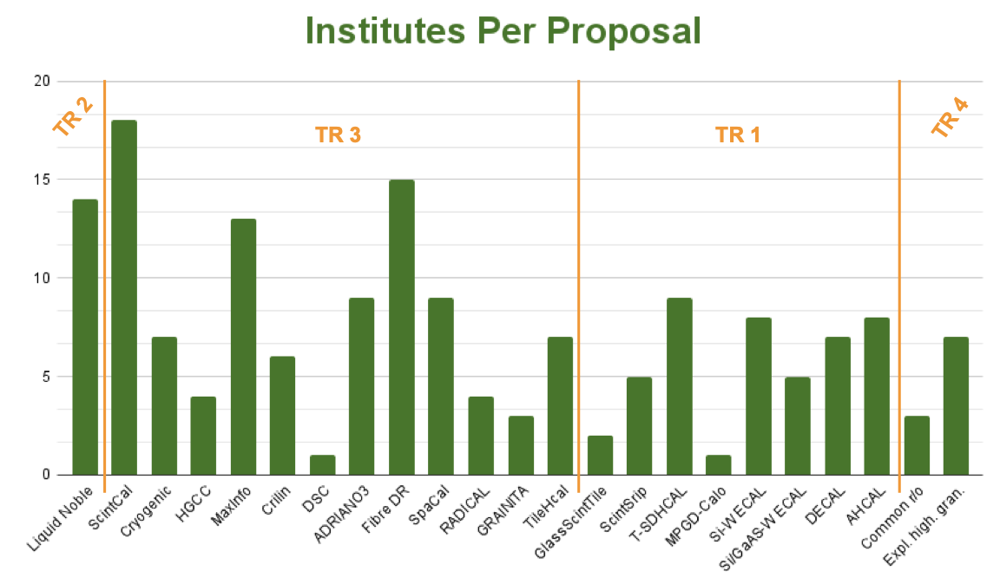 Institutes Per Proposal
20
15
10
5
0
TR 2
TR 3
TR 1
TR 4
Liquid Noble
ScintCal
Cryogenic
HGCC
MaxInfo
Crilin
DSC
ADRIANO3
Fibre DR
SpaCal
RADICAL
GRAINITA
TileHcal
GlassScintTile
ScintSrip
T-SDHCAL
MPGD-Calo
Si-W ECAL
Si/GaAS-W ECAL
DECAL
AHCAL
Common r/o
Expl. high. gran.